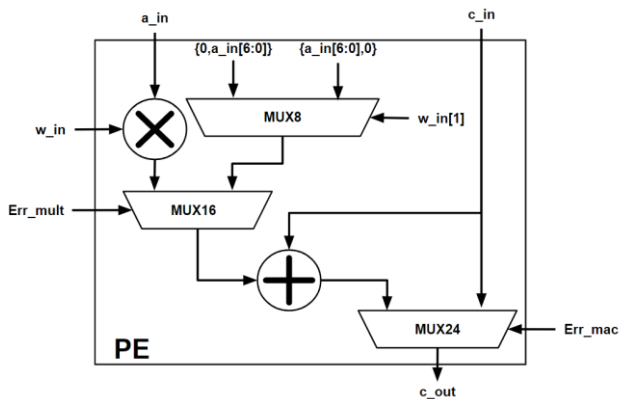 a_in
c_in
{0,a_in[6:0]}
{a_in[6:0],0}
MUX8
w_in
w_in[1]
Err_mult
MUX16
MUX24
Err_mac
PE
c_out